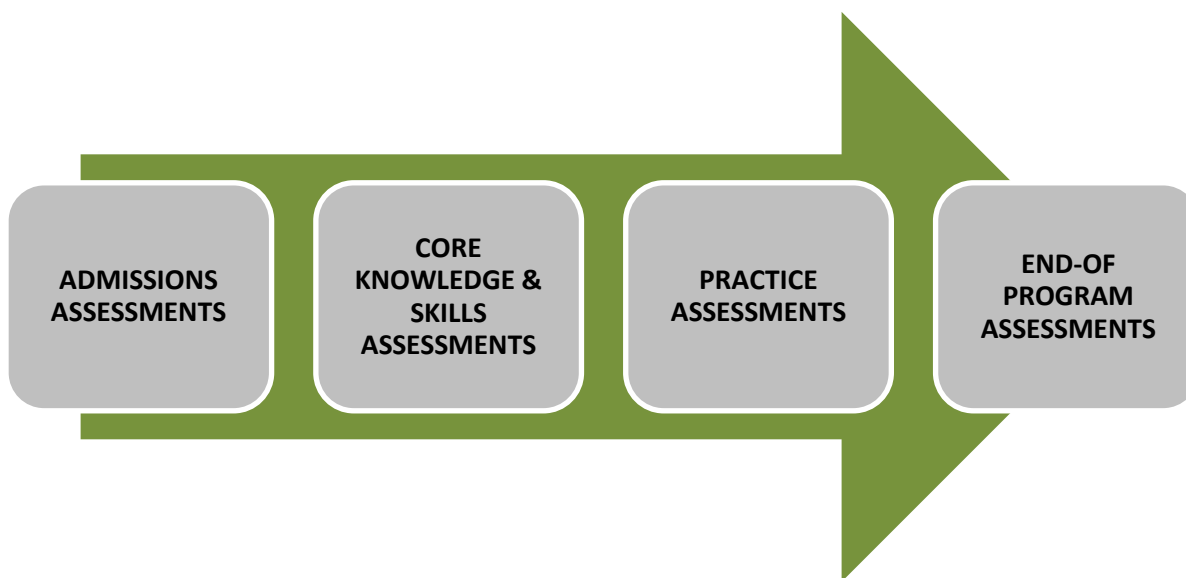 ADMISSIONS
ASSESSMENTS
CORE
KNOWLEDGE &
SKILLS
ASSESSMENTS
PRACTICE
ASSESSMENTS
END-OF
PROGRAM
ASSESSMENTS